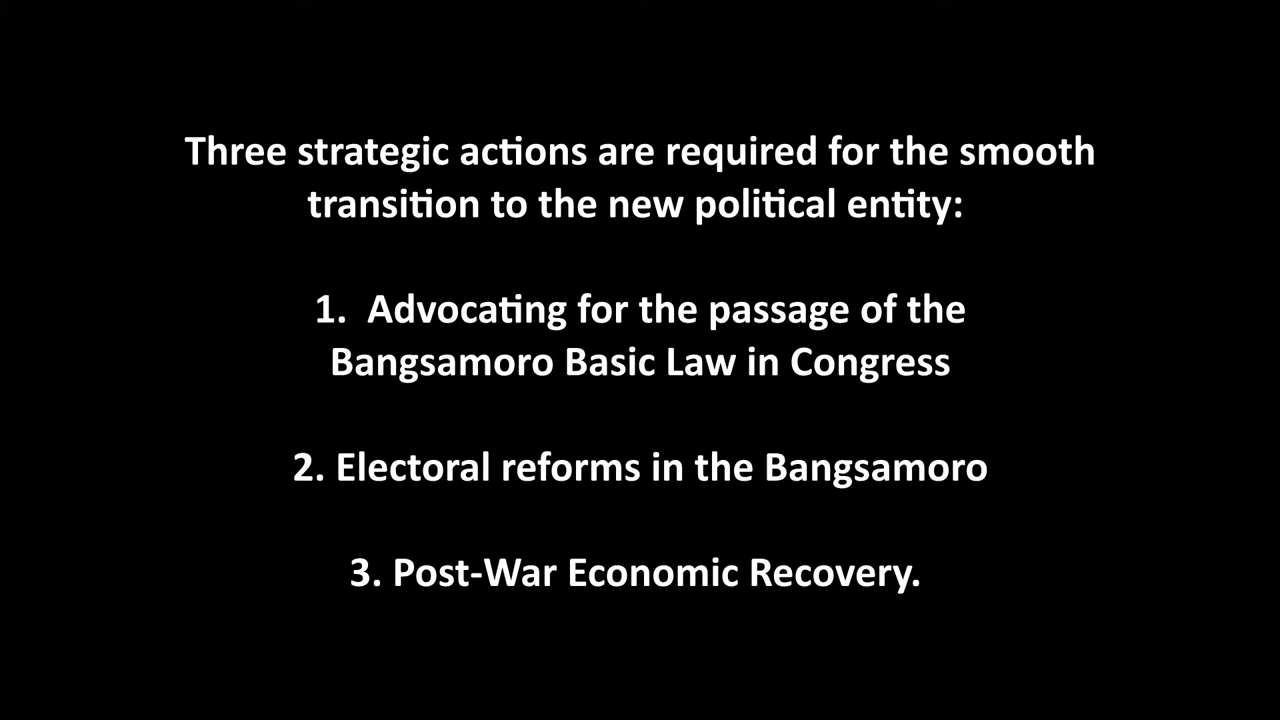 Three strategic actions are required for the smooth
transition to the new political entity:
1. Advocating for the passage of the
Bangsamoro Basic Law in Congress
2. Electoral reforms in the Bangsamoro
3. Post-War Economic Recovery.